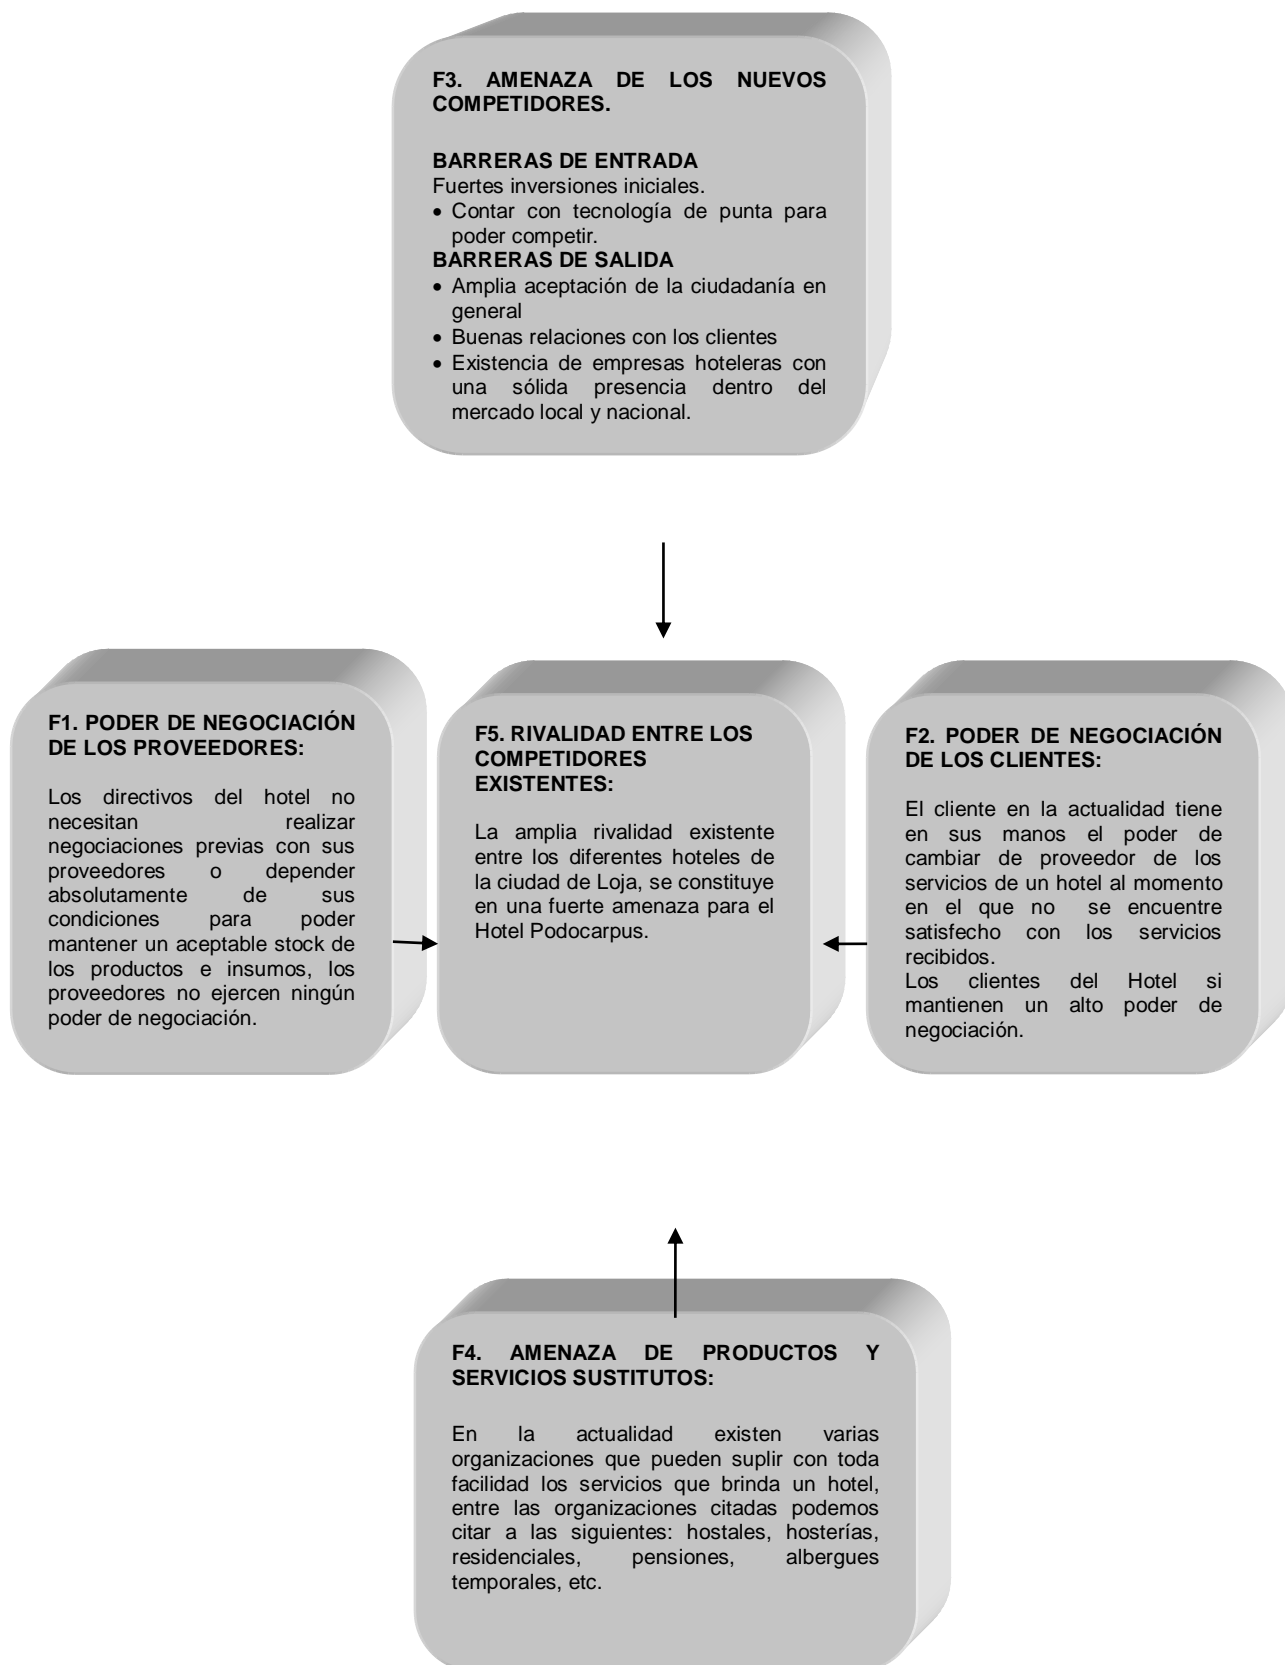 F3. AMENAZA DE LOS NUEVOS
COMPETIDORES.
BARRERAS DE ENTRADA
Fuertes inversiones iniciales.
• Contar con tecnología de punta para
poder competir.
BARRERAS DE SALIDA
• Amplia aceptación de la ciudadanía en
general
• Buenas relaciones con los clientes
• Existencia de empresas hoteleras con
una sólida presencia dentro del
mercado local y nacional.
F1. PODER DE NEGOCIACIÓN
DE LOS PROVEEDORES:
Los directivos del hotel no
necesitan realizar
negociaciones previas con sus
proveedores o depender
absolutamente de sus
condiciones para poder
mantener un aceptable stock de
los productos e insumos, los
proveedores no ejercen ningún
poder de negociación.
F5. RIVALIDAD ENTRE LOS
COMPETIDORES
EXISTENTES:
La amplia rivalidad existente
entre los diferentes hoteles de
la ciudad de Loja, se constituye
en una fuerte amenaza para el
Hotel Podocarpus.
F2. PODER DE NEGOCIACIÓN
DE LOS CLIENTES:
El cliente en la actualidad tiene
en sus manos el poder de
cambiar de proveedor de los
servicios de un hotel al momento
en el que no se encuentre
satisfecho con los servicios
recibidos.
Los clientes del Hotel si
mantienen un alto poder de
negociación.
F4. AMENAZA DE PRODUCTOS Y
SERVICIOS SUSTITUTOS:
En la actualidad existen varias
organizaciones que pueden suplir con toda
facilidad los servicios que brinda un hotel,
entre las organizaciones citadas podemos
citar a las siguientes: hostales, hosterías,
residenciales, pensiones, albergues
temporales, etc.